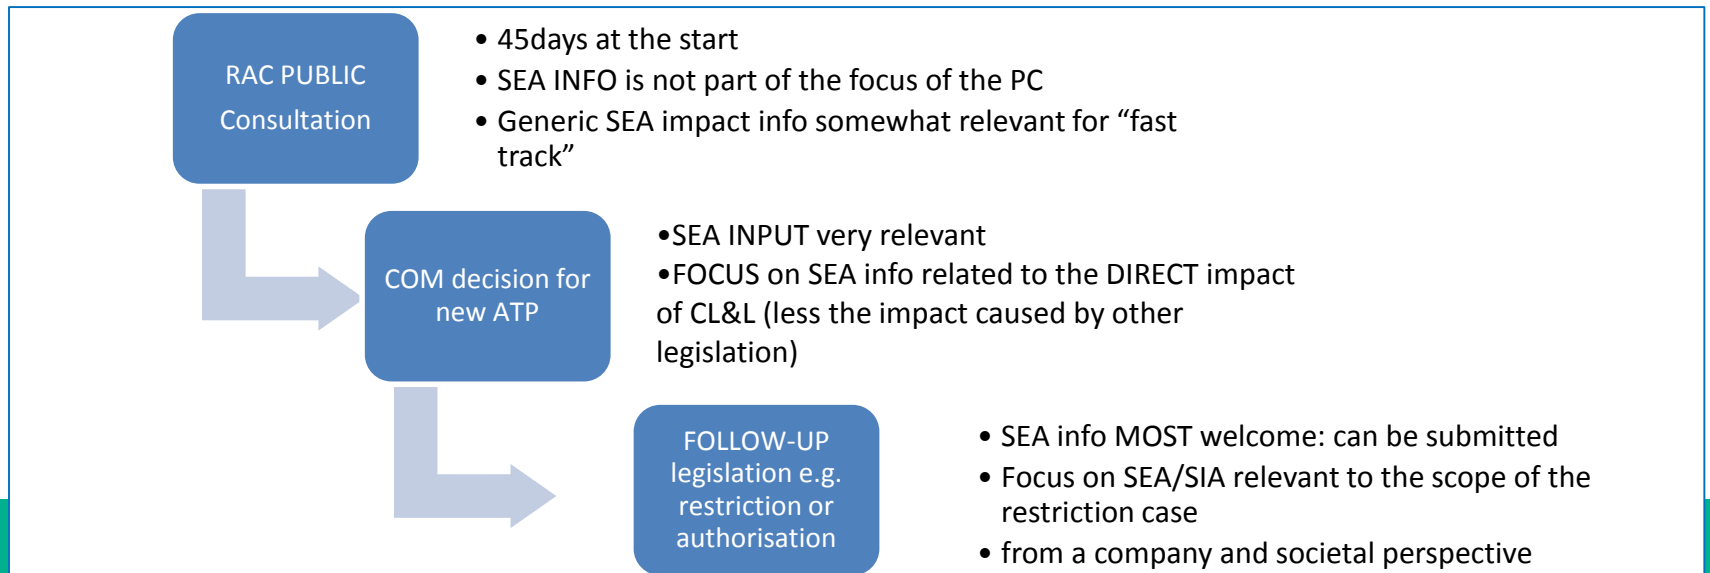 RAC PUBLIC
Consultation
• 45days at the start
• SEA INFO is not part of the focus of the PC
• Generic SEA impact info somewhat relevant for “fast
track”
COM decision for
new ATP
•SEA INPUT very relevant
•FOCUS on SEA info related to the DIRECT impact
of CL&L (less the impact caused by other
legislation)
FOLLOW-UP
legislation e.g.
restriction or
authorisation
• SEA info MOST welcome: can be submitted
• Focus on SEA/SIA relevant to the scope of the
restriction case
• from a company and societal perspective